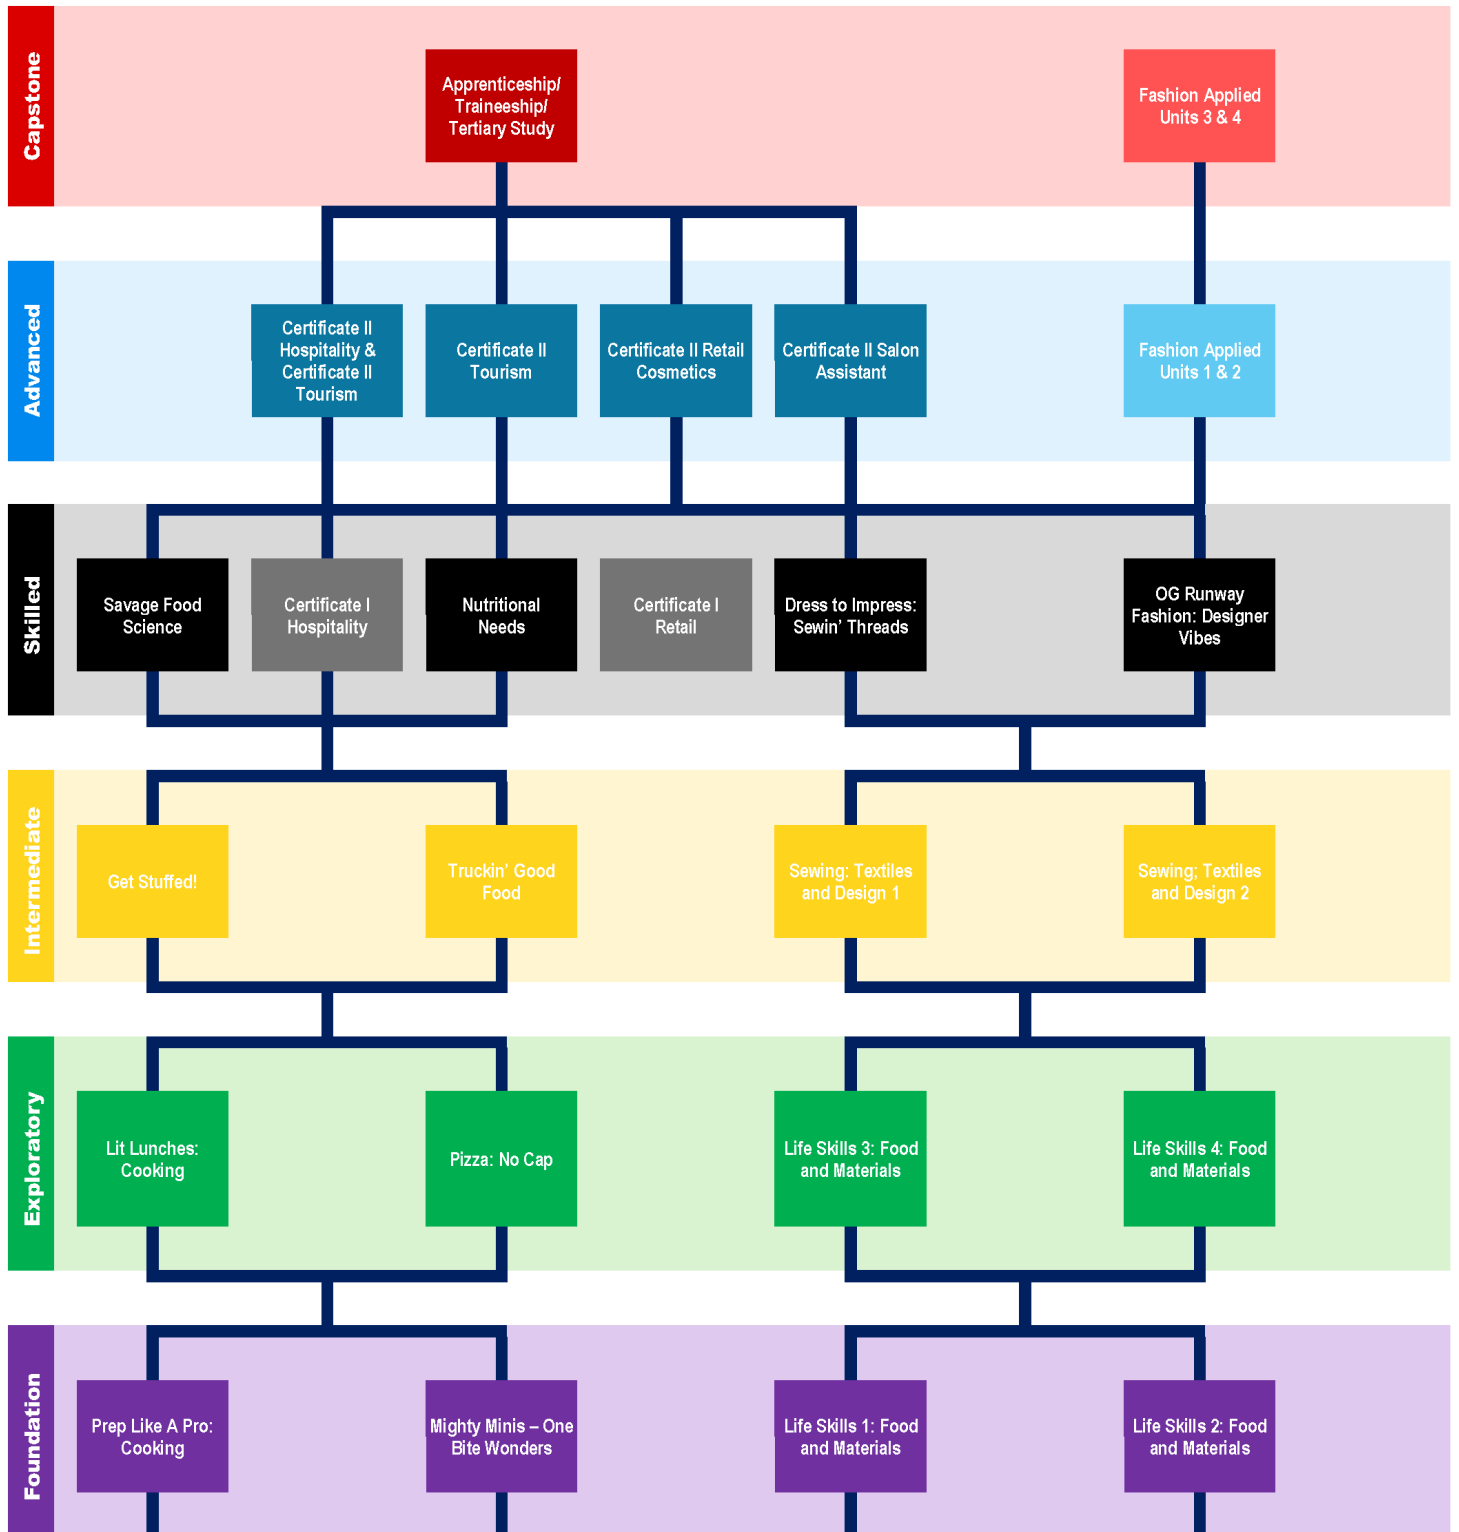 Capstone
Apprenticeship/
Traineeship/
Tertiary Study
Fashion Applied
Units 3 & 4
Advanced
Certificate II
Hospitality &
Certificate II
Tourism
Certificate II
Tourism
Certificate II Retail
Cosmetics
Certificate II Salon
Assistant
Fashion Applied
Units 1 & 2
Skilled
Savage Food
Science
Certificate I
Hospitality
Nutritional
Needs
Certificate I
Retail
Dress to Impress:
Sewin’ Threads
OG Runway
Fashion: Designer
Vibes
Intermediate
Get Stuffed!
Truckin’ Good
Food
Sewing: Textiles
and Design 1
Sewing; Textiles
and Design 2
Exploratory
Lit Lunches:
Cooking
Pizza: No Cap
Life Skills 3: Food
and Materials
Life Skills 4: Food
and Materials
Foundation
Prep Like A Pro:
Cooking
Mighty Minis – One
Bite Wonders
Life Skills 1: Food
and Materials
Life Skills 2: Food
and Materials